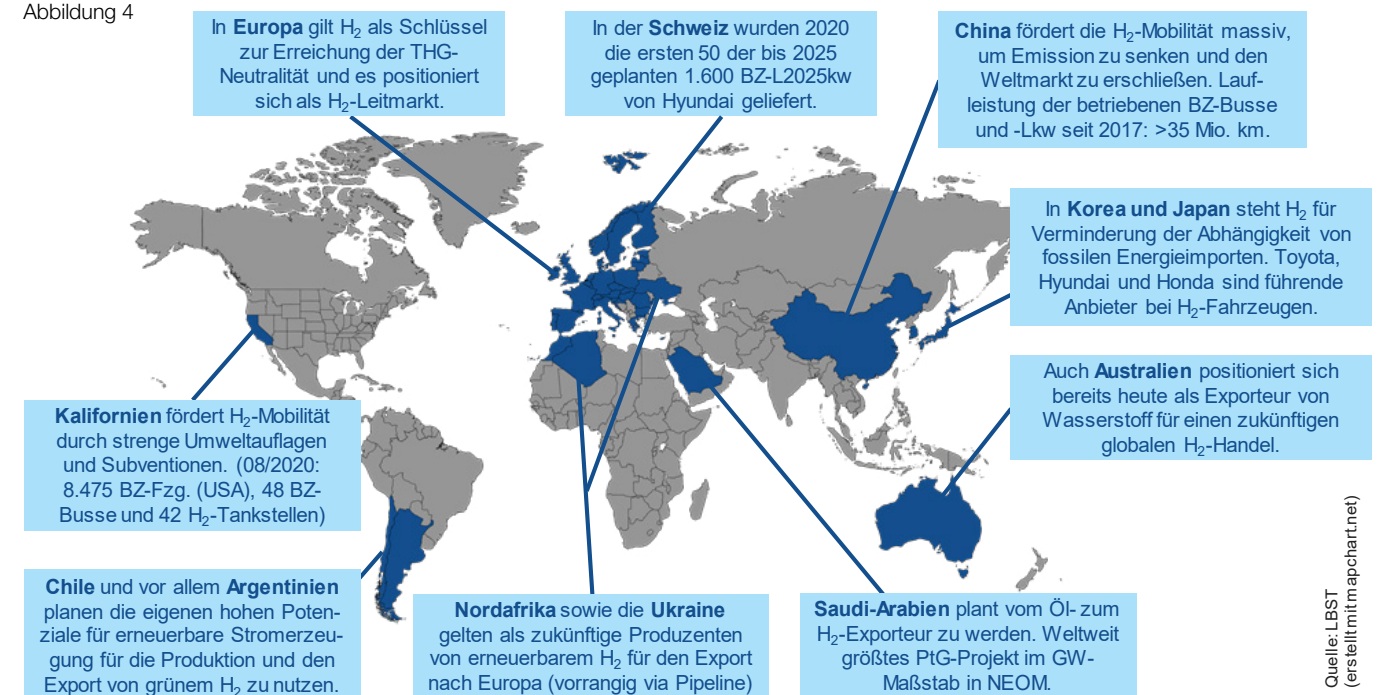 Abbildung 4
In Europa gilt H₂ als Schlüssel
zur Erreichung der THG-
Neutralität und es positioniert
sich als H₂-Leitmarkt.
In der Schweiz wurden 2020
die ersten 50 der bis 2025
geplanten 1.600 BZ-L2025kw
von Hyundai geliefert.
China fördert die H₂-Mobilität massiv,
um Emission zu senken und den
Weltmarkt zu erschließen. Lauf-
leistung der betriebenen BZ-Busse
und -Lkw seit 2017: >35 Mio. km.
In Korea und Japan steht H₂ für
Verminderung der Abhängigkeit von
fossilen Energieimporten. Toyota,
Hyundai und Honda sind führende
Anbieter bei H₂-Fahrzeugen.
Auch Australien positioniert sich
bereits heute als Exporteur von
Wasserstoff für einen zukünftigen
globalen H₂-Handel.
Kalifornien fördert H₂-Mobilität
durch strenge Umweltauflagen
und Subventionen. (08/2020:
8.475 BZ-Fzg. (USA), 48 BZ-
Busse und 42 H₂-Tankstellen)
Chile und vor allem Argentinien
planen die eigenen hohen Poten-
ziale für erneuerbare Stromerzeu-
gung für die Produktion und den
Export von grünem H₂ zu nutzen.
Nordafrika sowie die Ukraine
gelten als zukünftige Produzenten
von erneuerbarem H₂ für den Export
nach Europa (vorrangig via Pipeline)
Saudi-Arabien plant vom Öl- zum
H₂-Exporteur zu werden. Weltweit
größtes PtG-Projekt im GW-
Maßstab in NEOM.
Quelle: LBST
(erstellt mit mapchart.net)